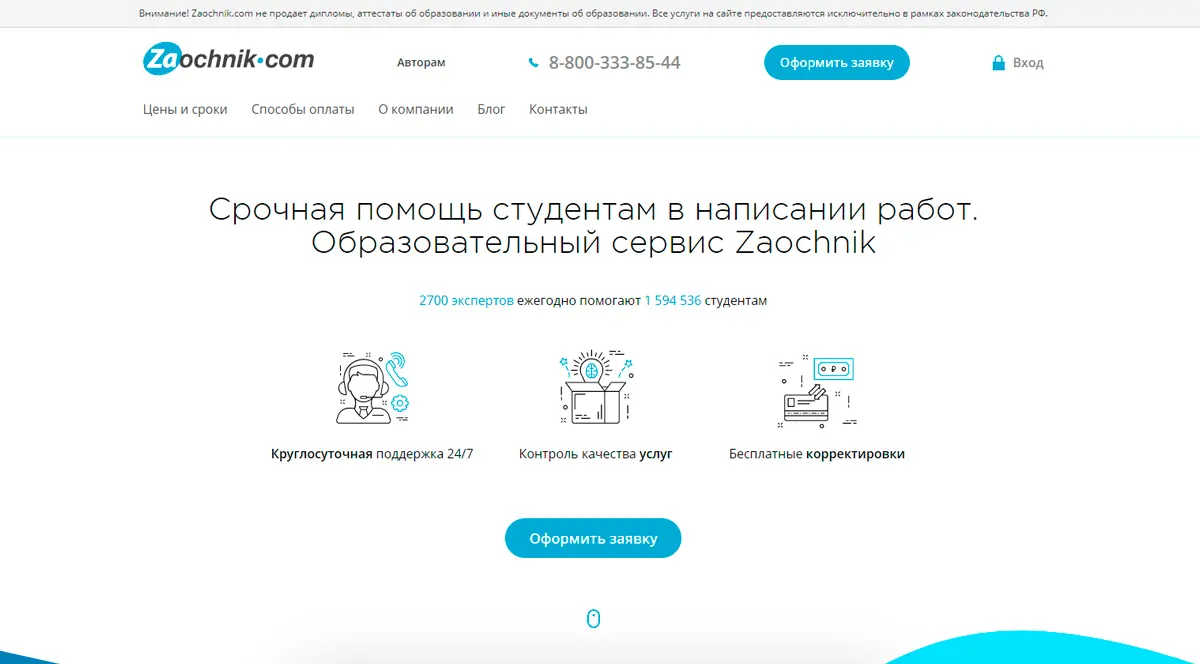 Внимание! Zaochnik.com не продает дипломы, аттестаты об образовании и иные документы об образовании. Все услуги на сайте предоставляются исключительно в рамках законодательства РФ.
Zaochnik•com Авторам 8-800-333-85-44 Оформить заявку Вход
Цены и сроки Способы оплаты О компании Блог Контакты
Срочная помощь студентам в написании работ.
Образовательный сервис Zaochnik
2700 экспертов ежегодно помогают 1 594 536 студентам
Круглосуточная поддержка 24/7 Контроль качества услуг Бесплатные корректировки
Оформить заявку